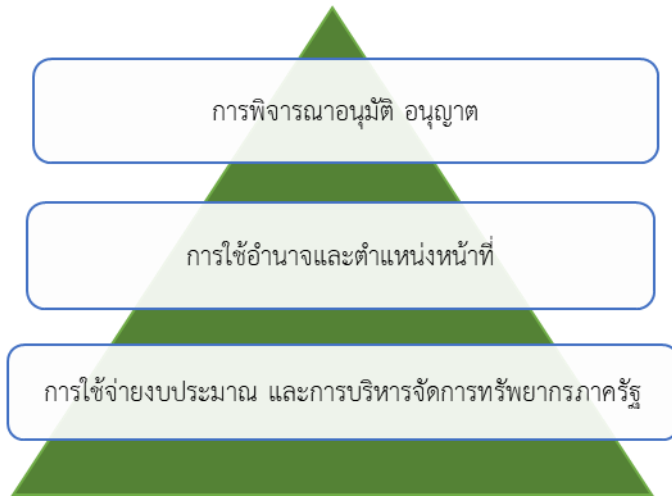 การพิจารณาอนุมัติ อนุญาต
การใช้อำนาจและตำแหน่งหน้าที่
การใช้จ่ายงบประมาณ และการบริหารจัดการทรัพยากรภาครัฐ